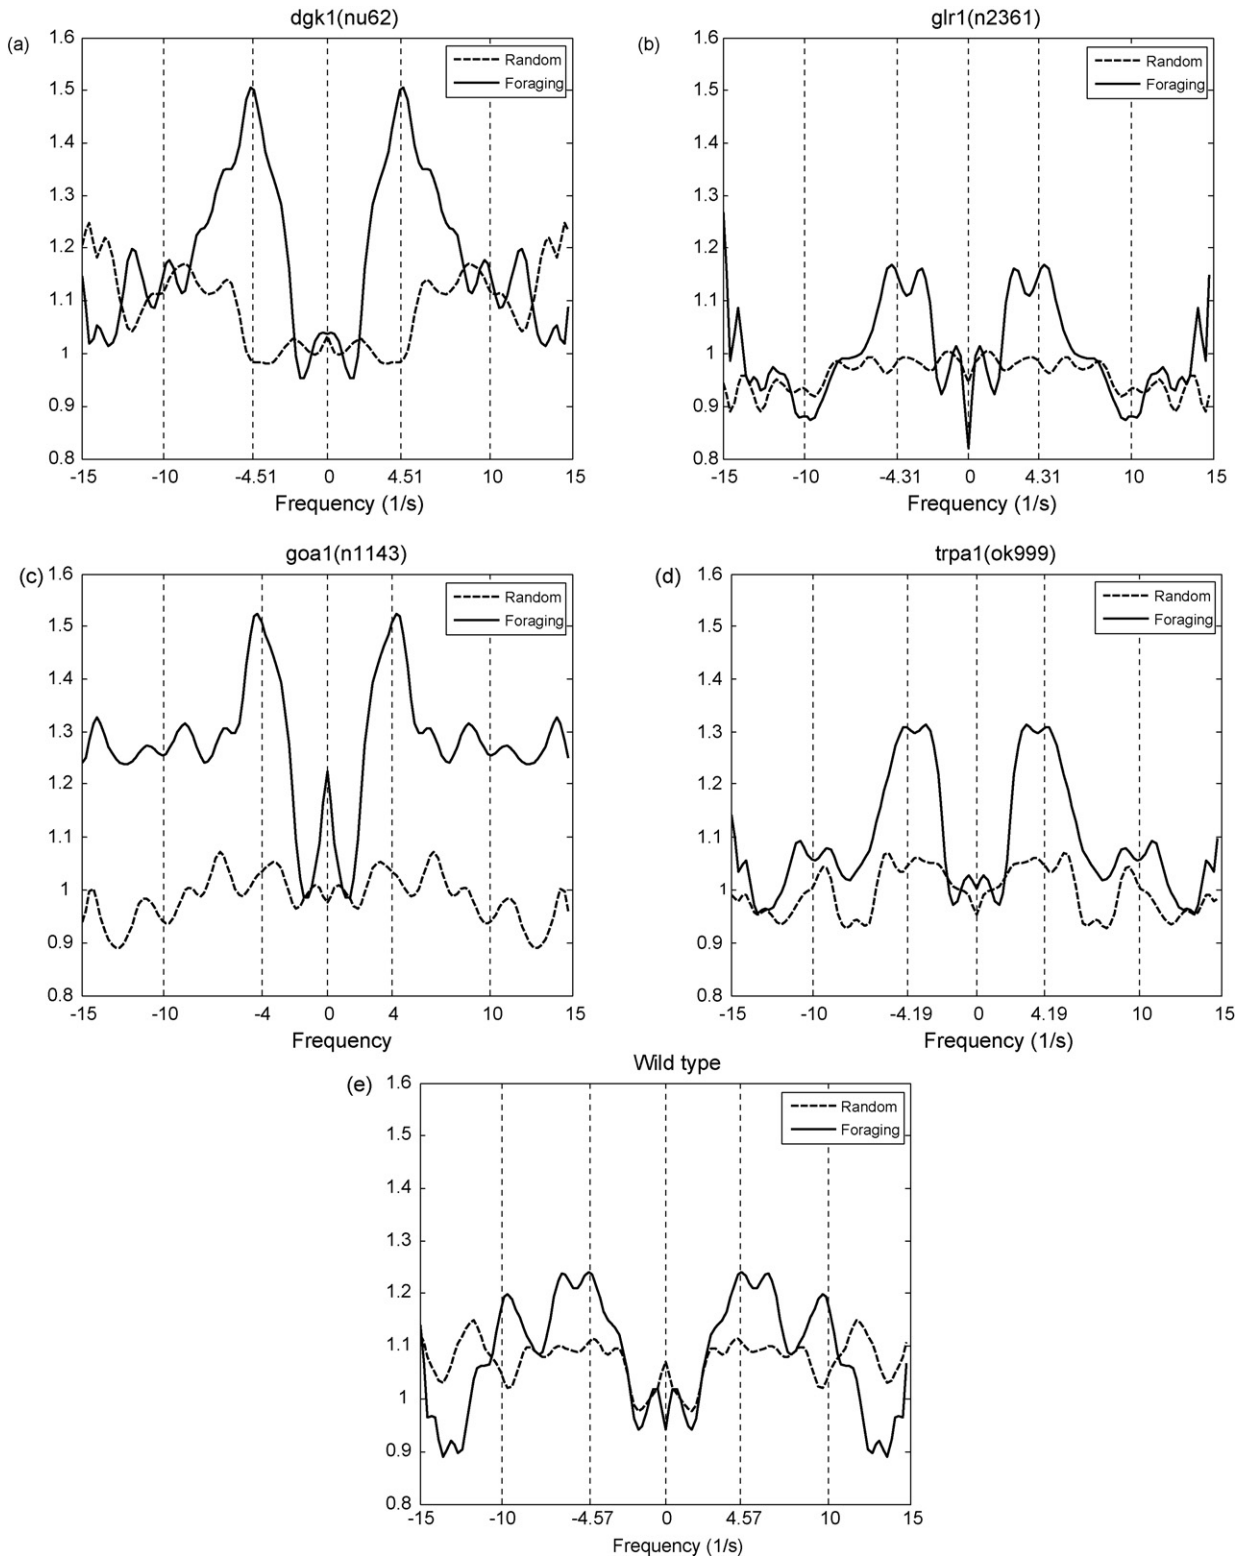 dgk1(nu62)
(a)
1.6
1.5
1.4
1.3
1.2
1.1
1
0.9
0.8
Random
Foraging
-15 -10 -4.51 0 4.51 10 15
Frequency (1/s)
glr1(n2361)
(b)
1.6
1.5
1.4
1.3
1.2
1.1
1
0.9
0.8
Random
Foraging
-15 -10 -4.31 0 4.31 10 15
Frequency (1/s)
goa1(n1143)
(c)
1.6
1.5
1.4
1.3
1.2
1.1
1
0.9
0.8
Random
Foraging
-15 -10 -4 0 4 10 15
Frequency
trpa1(ok999)
(d)
1.6
1.5
1.4
1.3
1.2
1.1
1
0.9
0.8
Random
Foraging
-15 -10 -4.19 0 4.19 10 15
Frequency (1/s)
Wild type
(e)
1.6
1.5
1.4
1.3
1.2
1.1
1
0.9
0.8
Random
Foraging
-15 -10 -4.57 0 4.57 10 15
Frequency (1/s)